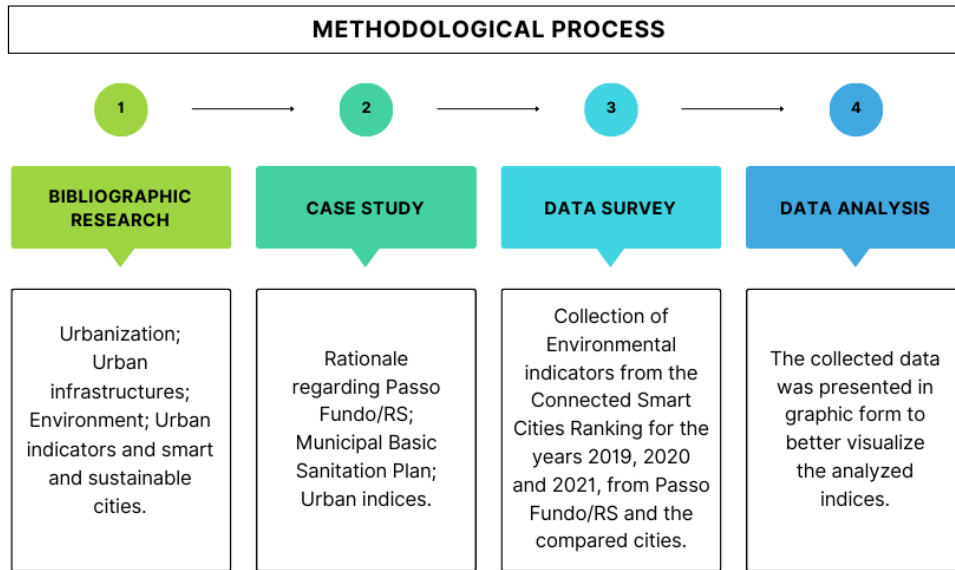 METHODOLOGICAL PROCESS
1
2
3
4
BIBLIOGRAPHIC
RESEARCH
CASE STUDY
DATA SURVEY
DATA ANALYSIS
Urbanization;
Urban
infrastructures;
Environment; Urban
indicators and smart
and sustainable
cities.
Rationale
regarding Passo
Fundo/RS;
Municipal Basic
Sanitation Plan;
Urban indices.
Collection of
Environmental
indicators from the
Connected Smart
Cities Ranking for the
years 2019, 2020
and 2021, from Passo
Fundo/RS and the
compared cities.
The collected data
was presented in
graphic form to
better visualize
the analyzed
indices.